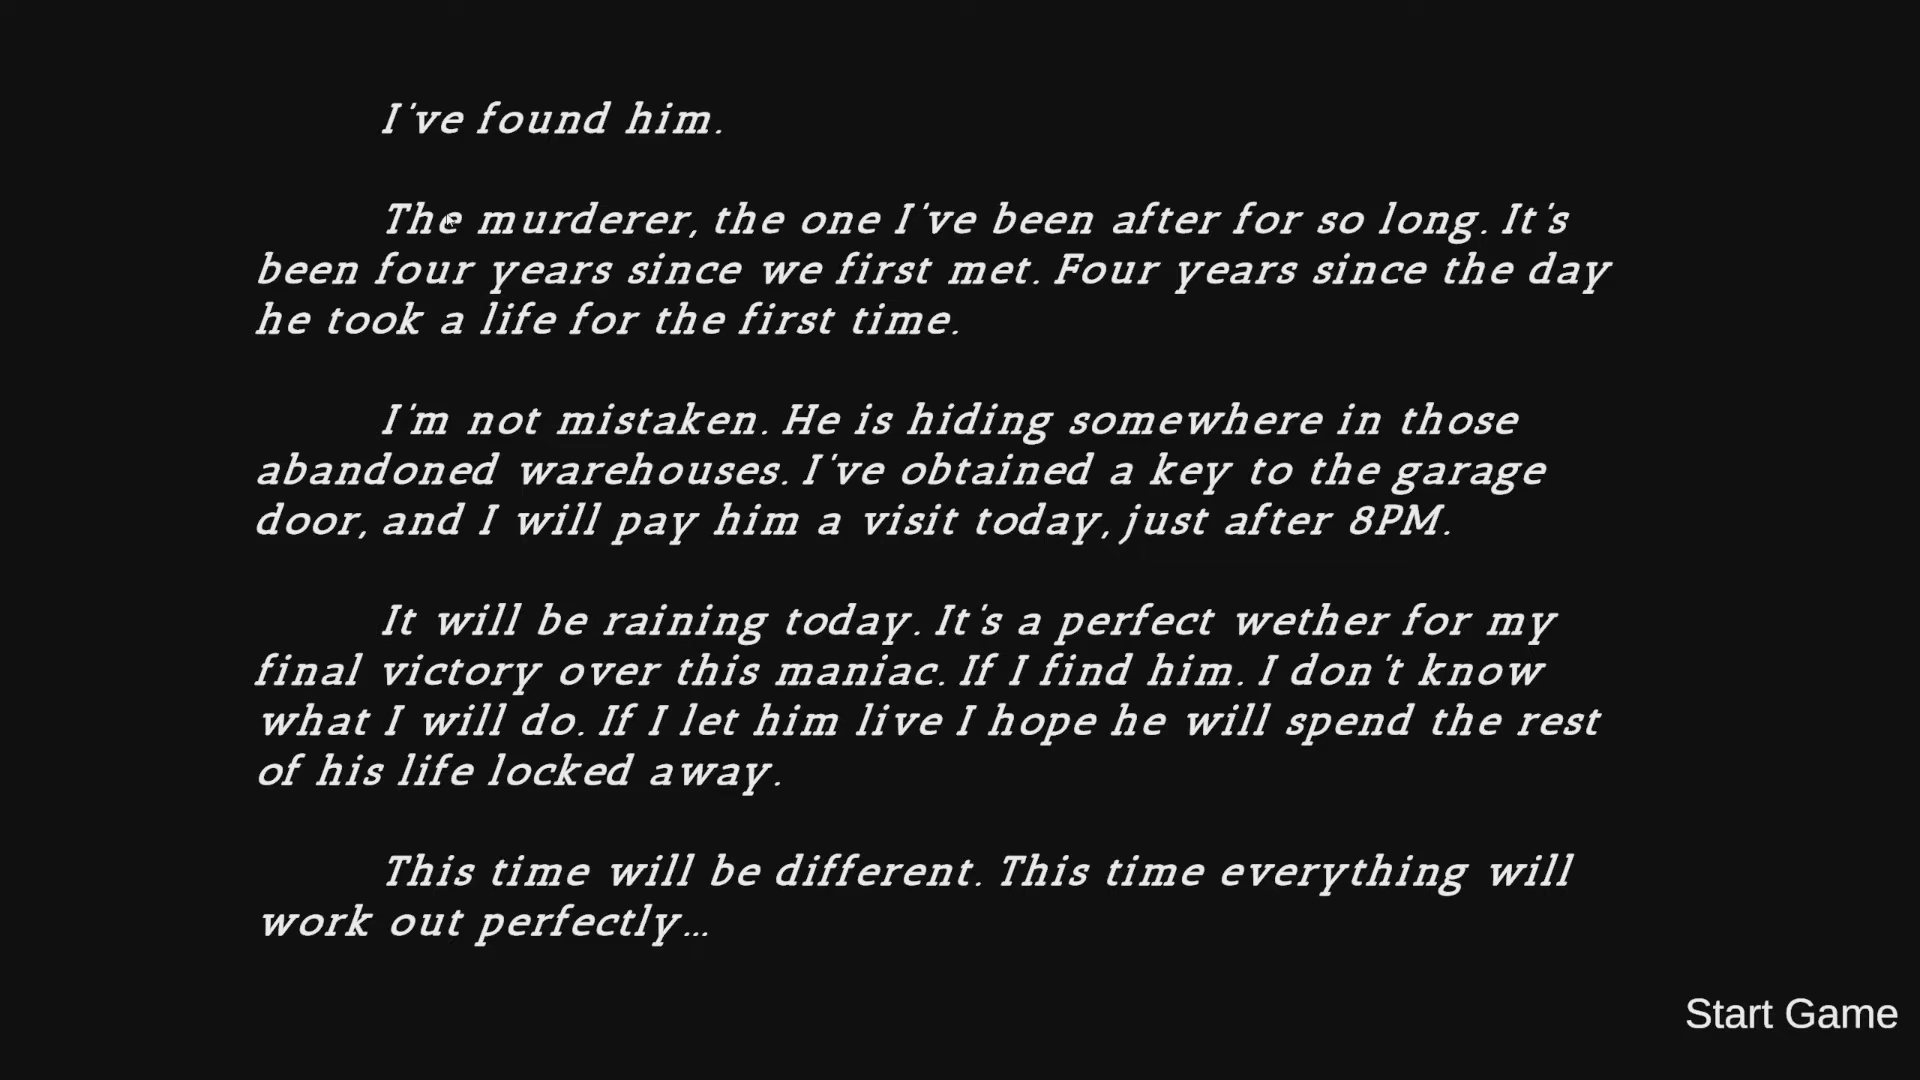 I've found him.
The murderer, the one I've been after for so long. It's
been four years since we first met. Four years since the day
he took a life for the first time.
I'm not mistaken. He is hiding somewhere in those
abandoned warehouses. I've obtained a key to the garage
door, and I will pay him a visit today, just after 8PM.
It will be raining today. It's a perfect wether for my
final victory over this maniac. If I find him. I don't know
what I will do. If I let him live I hope he will spend the rest
of his life locked away.
This time will be different. This time everything will
work out perfectly...
Start Game